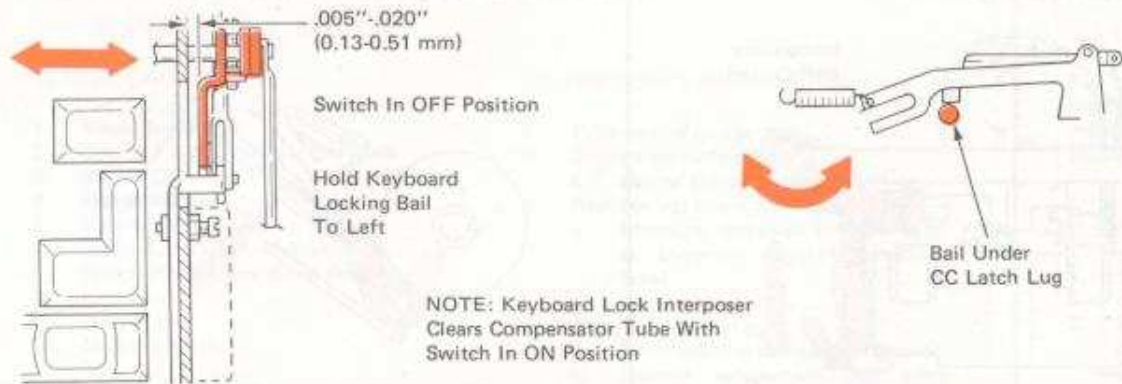 .005"-.020"
(0.13-0.51 mm)
Switch In OFF Position
Hold Keyboard
Locking Bail
To Left
Bail Under
CC Latch Lug
NOTE: Keyboard Lock Interposer
Clears Compensator Tube With
Switch In ON Position